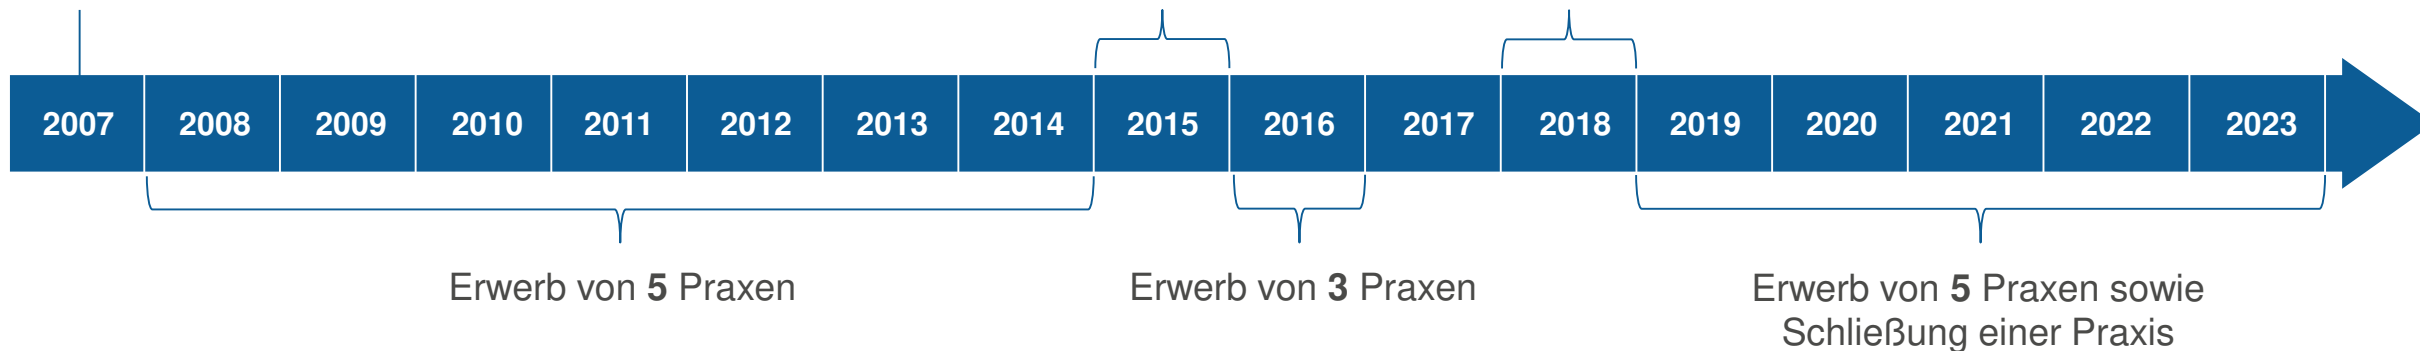 2007 2008 2009 2010 2011 2012 2013 2014 2015 2016 2017 2018 2019 2020 2021 2022 2023
Erwerb von 5 Praxen
Erwerb von 3 Praxen
Erwerb von 5 Praxen sowie
Schließung einer Praxis